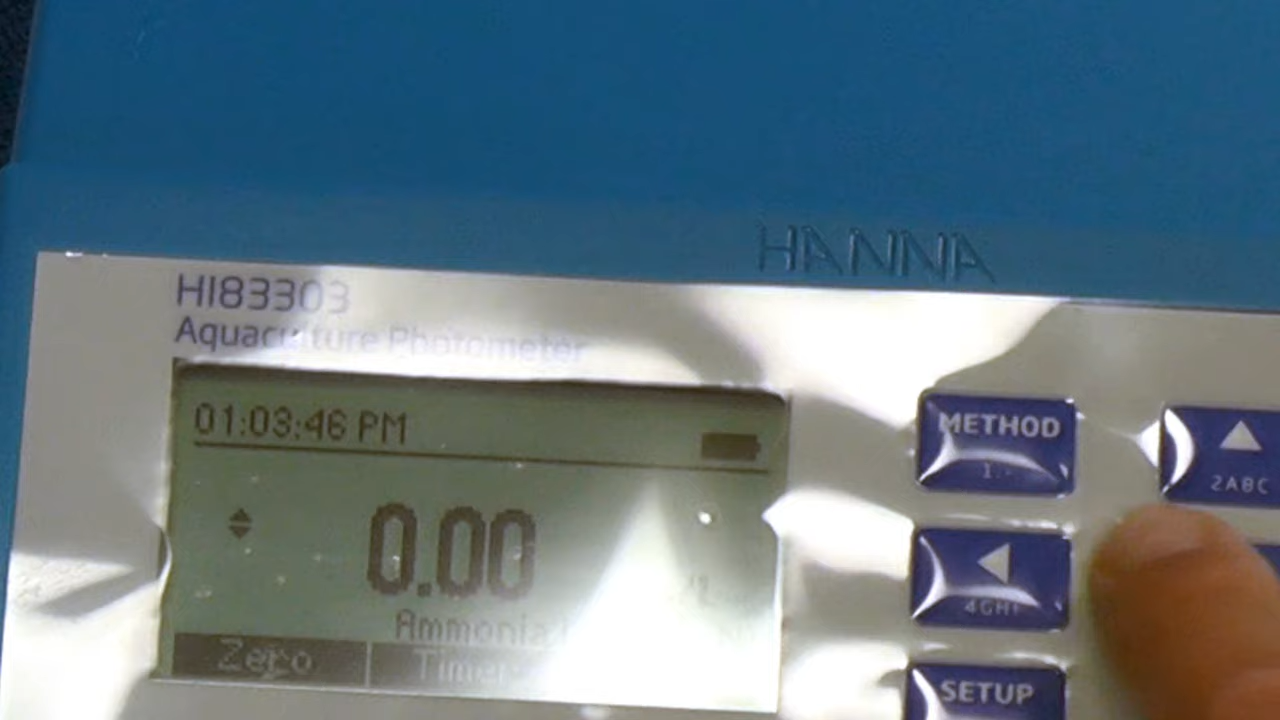 HANNA
HI83303
Aquaculture Photometer
01:03:46 PM
METHOD
1.-
2ABC
0.00
4GHI
Ammonia
Zero
Timer
SETUP